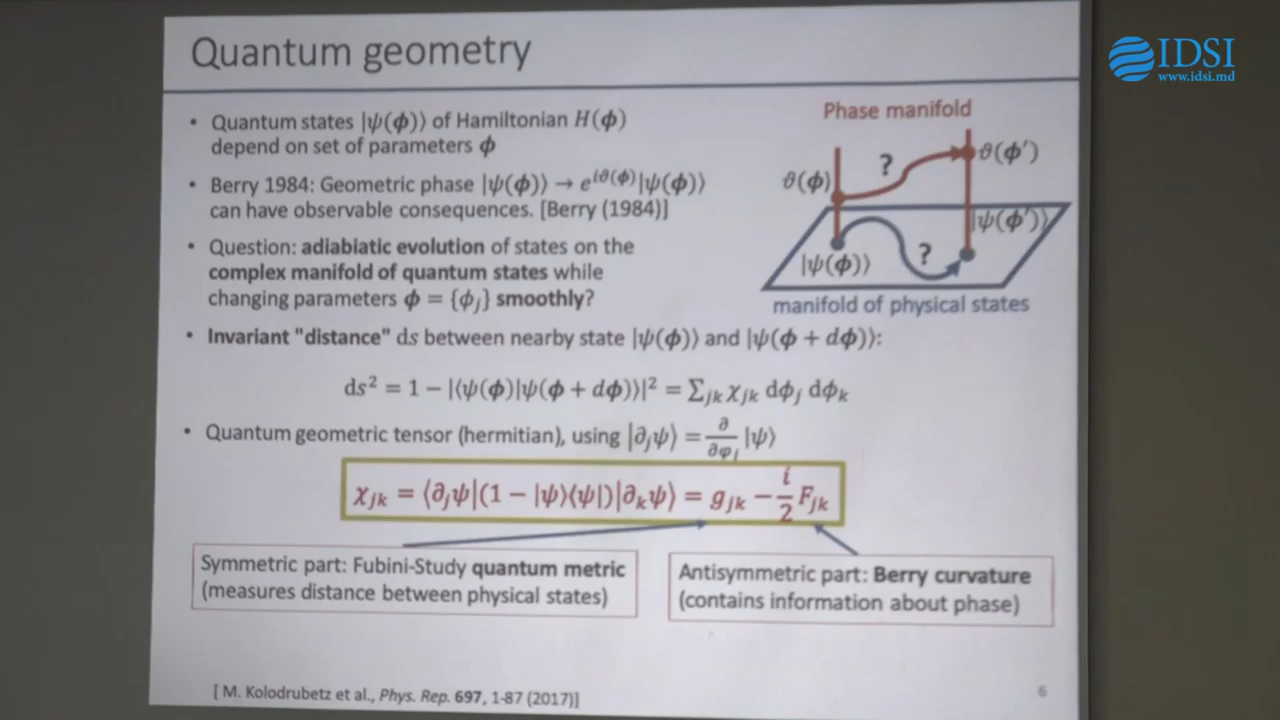 IDSI
www.idsi.md
Quantum geometry
• Quantum states |ψ(ϕ)⟩ of Hamiltonian H(ϕ)
depend on set of parameters ϕ
• Berry 1984: Geometric phase |ψ(ϕ)⟩ → e^{iϑ(ϕ)}|ψ(ϕ)⟩
can have observable consequences. [Berry (1984)]
• Question: adiabiatic evolution of states on the
complex manifold of quantum states while
changing parameters ϕ = {ϕ_j} smoothly?
Phase manifold
ϑ(ϕ)
?
ϑ(ϕ′)
|ψ(ϕ)⟩
?
|ψ(ϕ′)⟩
manifold of physical states
• Invariant "distance" ds between nearby state |ψ(ϕ)⟩ and |ψ(ϕ + dϕ)⟩:
ds² = 1 − |⟨ψ(ϕ)|ψ(ϕ + dϕ)⟩|² = ∑_{jk} χ_{jk} dϕ_j dϕ_k
• Quantum geometric tensor (hermitian), using |∂_jψ⟩ = ∂/∂φ_j |ψ⟩
χ_{jk} = ⟨∂_jψ|(1 − |ψ⟩⟨ψ|)|∂_kψ⟩ = g_{jk} − i/2 F_{jk}
Symmetric part: Fubini-Study quantum metric
(measures distance between physical states)
Antisymmetric part: Berry curvature
(contains information about phase)
[ M. Kolodrubetz et al., Phys. Rep. 697, 1-87 (2017)]
6